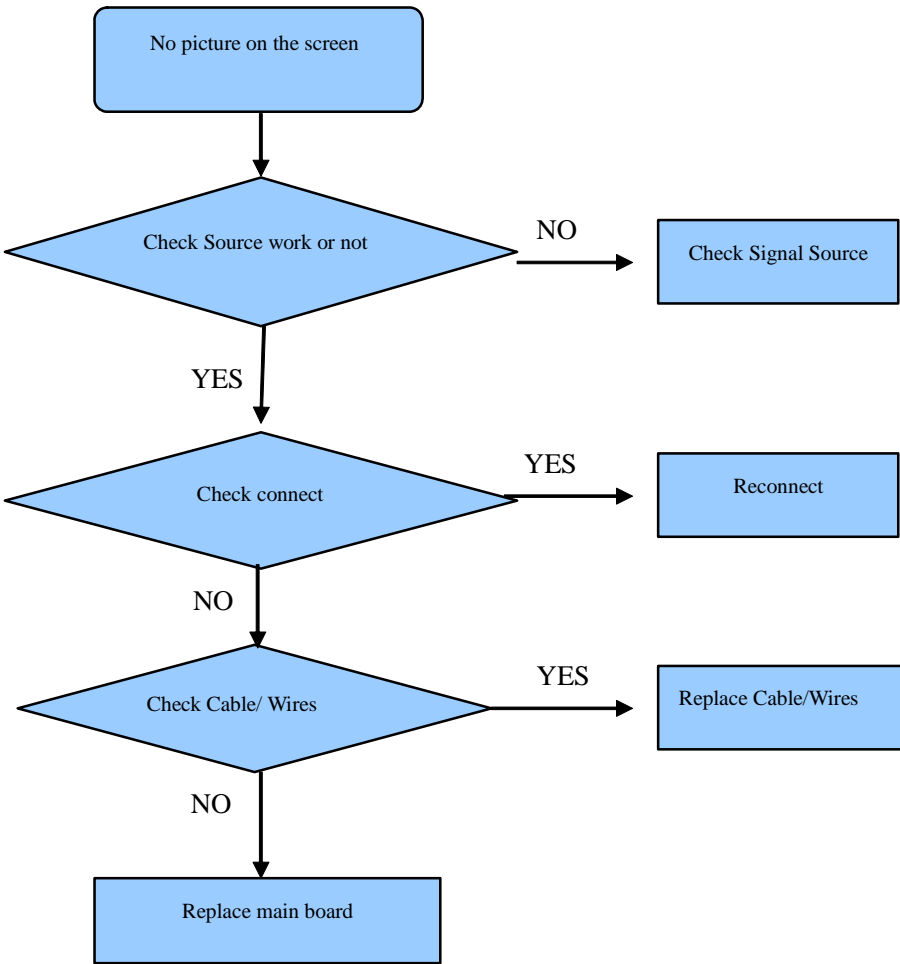 No picture on the screen
Check Source work or not
NO
Check Signal Source
YES
Check connect
YES
Reconnect
NO
Check Cable/ Wires
YES
Replace Cable/Wires
NO
Replace main board